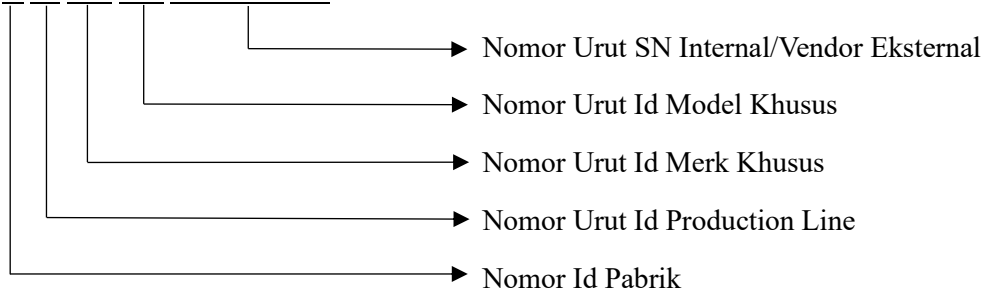 Nomor Urut SN Internal/Vendor Eksternal
Nomor Urut Id Model Khusus
Nomor Urut Id Merk Khusus
Nomor Urut Id Production Line
Nomor Id Pabrik